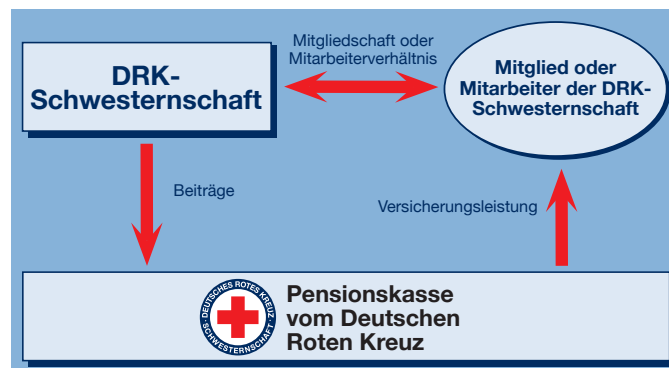 DRK-
Schwesternschaft
Mitgliedschaft oder
Mitarbeiterverhältnis
Mitglied oder
Mitarbeiter der DRK-
Schwesternschaft
Beiträge
Versicherungsleistung
DEUTSCHES ROTES KREUZ
SCHWESTERNSCHAFT
Pensionskasse
vom Deutschen
Roten Kreuz